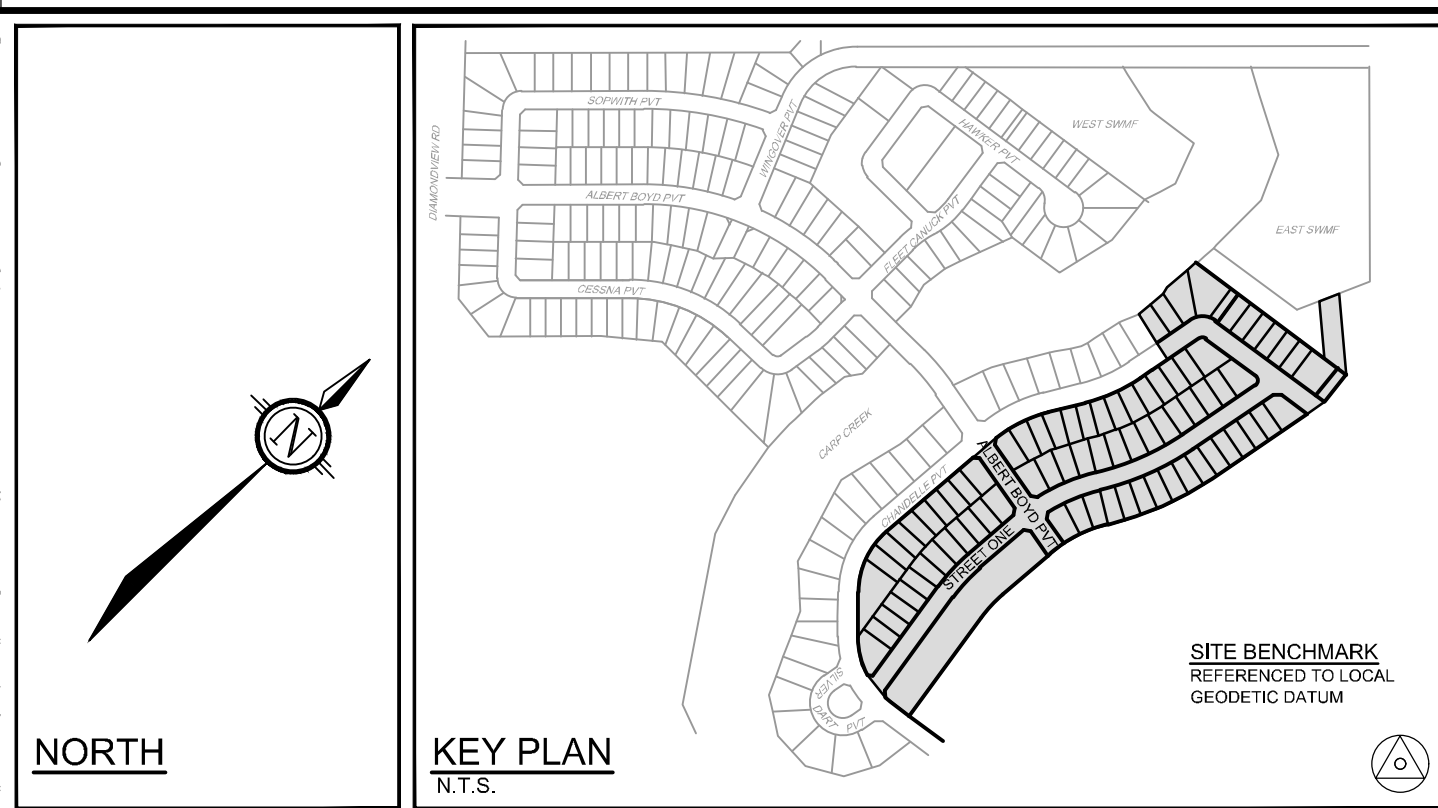 N
NORTH
SOPWITH PVT
DIAMONDVIEW RD
WINGOVER PVT
HAWKER PVT
WEST SWMF
ALBERT BOYD PVT
FLEET CANUCK PVT
EAST SWMF
CESSNA PVT
CARP CREEK
CHANDELLE PVT
ALBERT BOYD PVT
STREET ONE
SILVER
DART PVT
SITE BENCHMARK
REFERENCED TO LOCAL
GEODETIC DATUM
KEY PLAN
N.T.S.